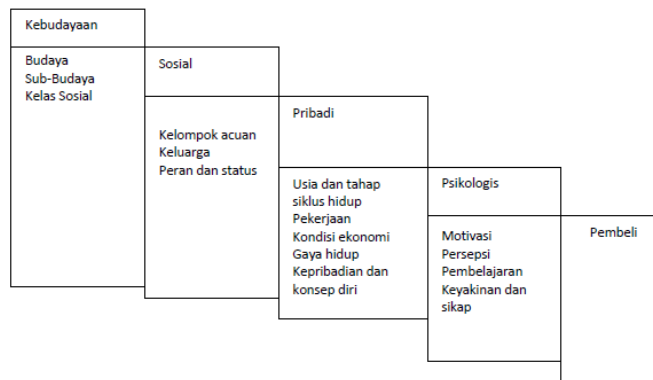 Kebudayaan
Budaya
Sub-Budaya
Kelas Sosial
Sosial
Kelompok acuan
Keluarga
Peran dan status
Pribadi
Usia dan tahap
siklus hidup
Pekerjaan
Kondisi ekonomi
Gaya hidup
Kepribadian dan
konsep diri
Psikologis
Motivasi
Persepsi
Pembelajaran
Keyakinan dan
sikap
Pembeli